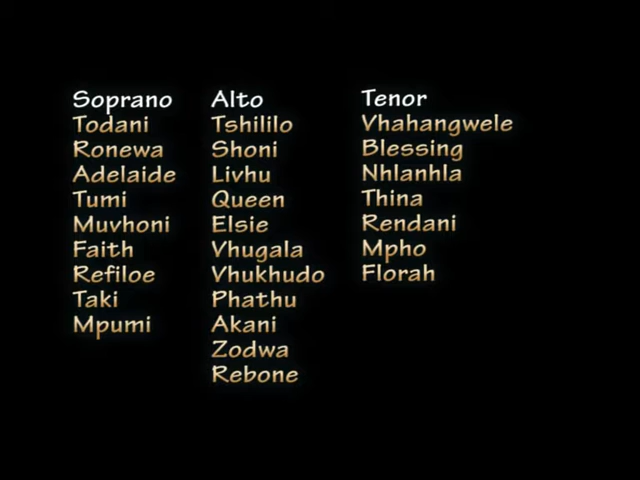 Soprano
Todani
Ronewa
Adelaide
Tumi
Muvhoni
Faith
Refiloe
Taki
Mpumi
Alto
Tshililo
Shoni
Livhu
Queen
Elsie
Vhugala
Vhukhudo
Phathu
Akani
Zodwa
Rebone
Tenor
Vhahangwele
Blessing
Nhlanhla
Thina
Rendani
Mpho
Florah